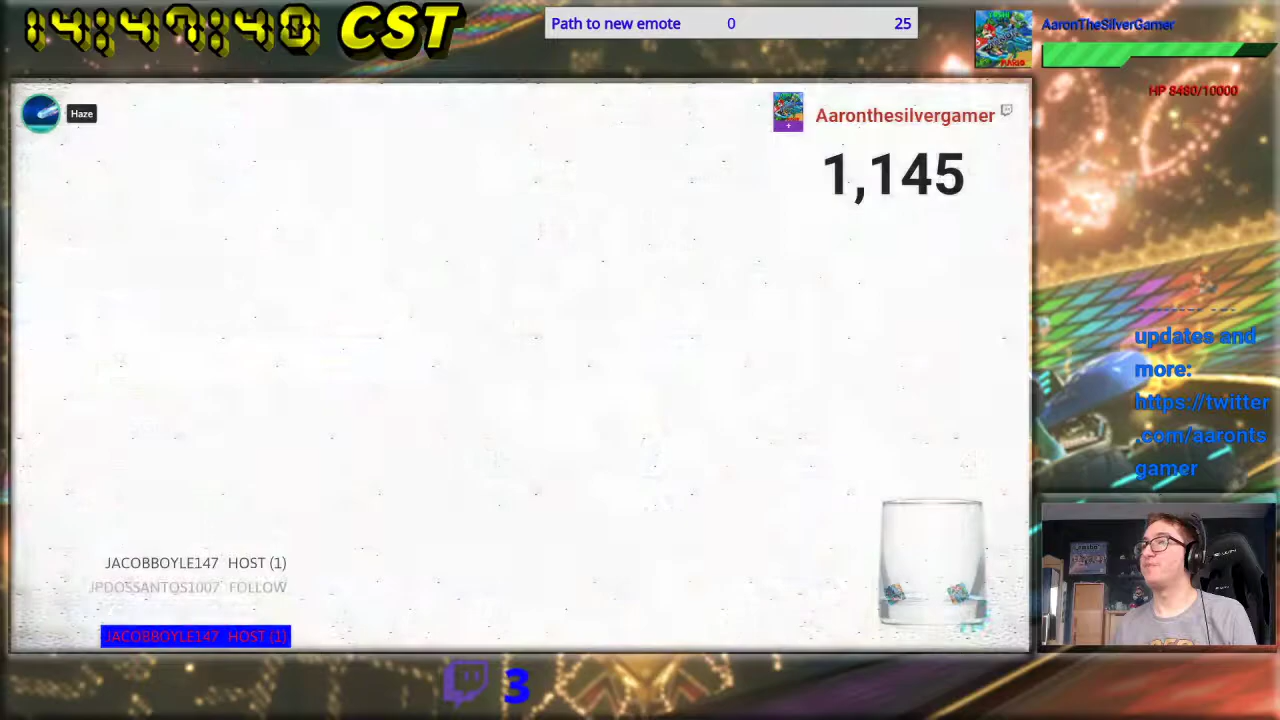 14:47:40 CST
Path to new emote 0 25
AaronTheSilverGamer
HP 8480/10000
Haze
Aaronthesilvergamer
1,145
updates and
more:
https://twitter
.com/aaronts
gamer
JACOBBOYLE147 HOST (1)
JPDOSSANTOS1007 FOLLOW
JACOBBOYLE147 HOST (1)
3